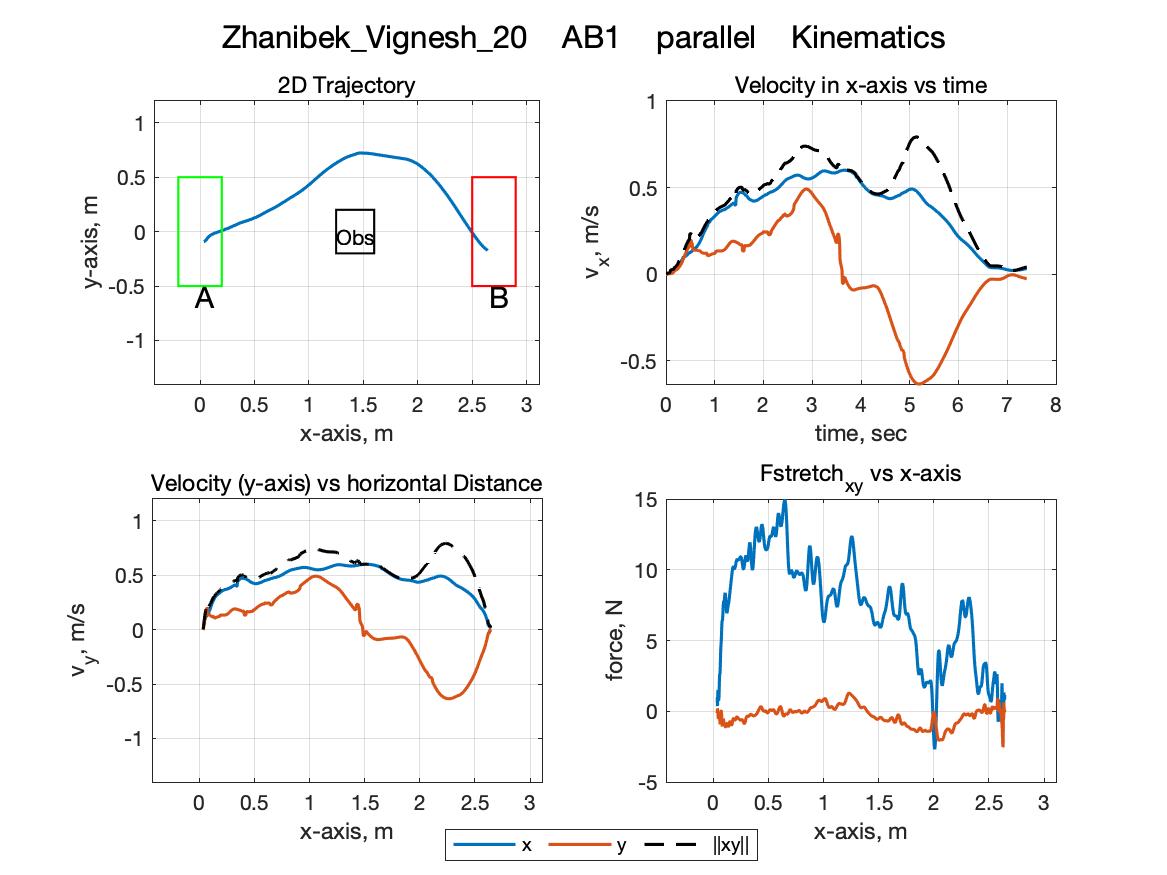 Zhanibek_Vignesh_20 AB1 parallel Kinematics
2D Trajectory
1
0.5
0
-0.5
-1
y-axis, m
Obs
A
B
0 0.5 1 1.5 2 2.5 3
x-axis, m
Velocity in x-axis vs time
1
0.5
0
-0.5
v_x, m/s
0 1 2 3 4 5 6 7 8
time, sec
Velocity (y-axis) vs horizontal Distance
1
0.5
0
-0.5
-1
v_y, m/s
0 0.5 1 1.5 2 2.5 3
x-axis, m
Fstretch_xy vs x-axis
15
10
5
0
-5
force, N
0 0.5 1 1.5 2 2.5 3
x-axis, m
x y ||xy||